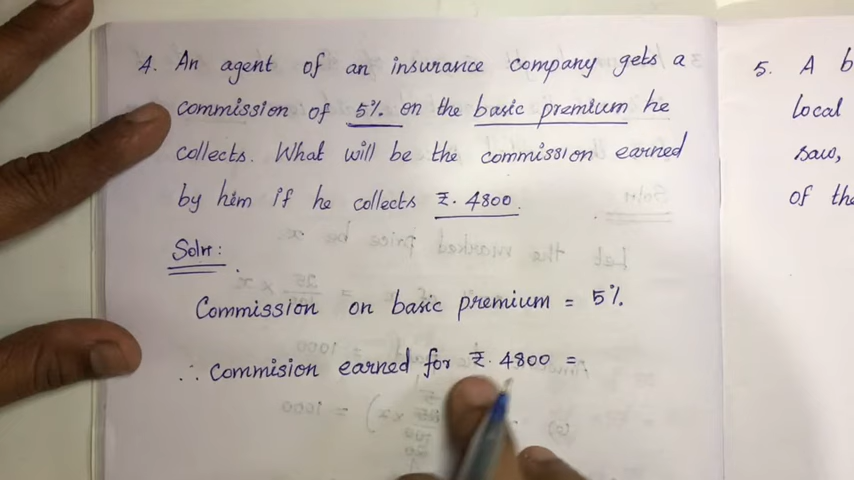 4. An agent of an insurance company gets a
commission of 5% on the basic premium he
collects. What will be the commission earned
by him if he collects ₹. 4800.
Soln:
Commission on basic premium = 5%.
∴ Commision earned for ₹. 4800 =
5. A b
local
saw,
of the